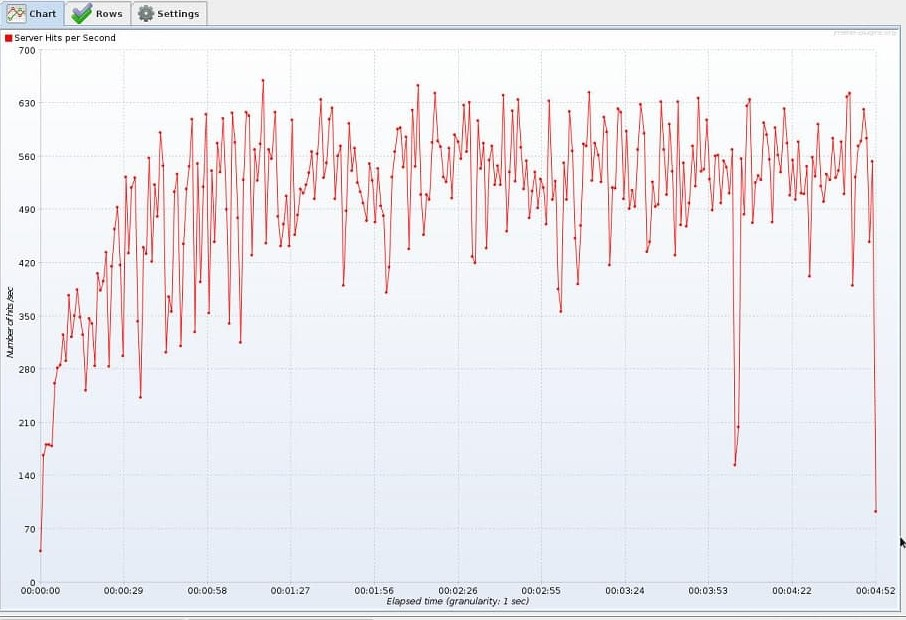 Chart Rows Settings
Server Hits per Second
700
630
560
490
420
350
280
210
140
70
0
Number of hits /sec
00:00:00 00:00:29 00:00:58 00:01:27 00:01:56 00:02:26 00:02:55 00:03:24 00:03:53 00:04:22 00:04:52
Elapsed time (granularity: 1 sec)